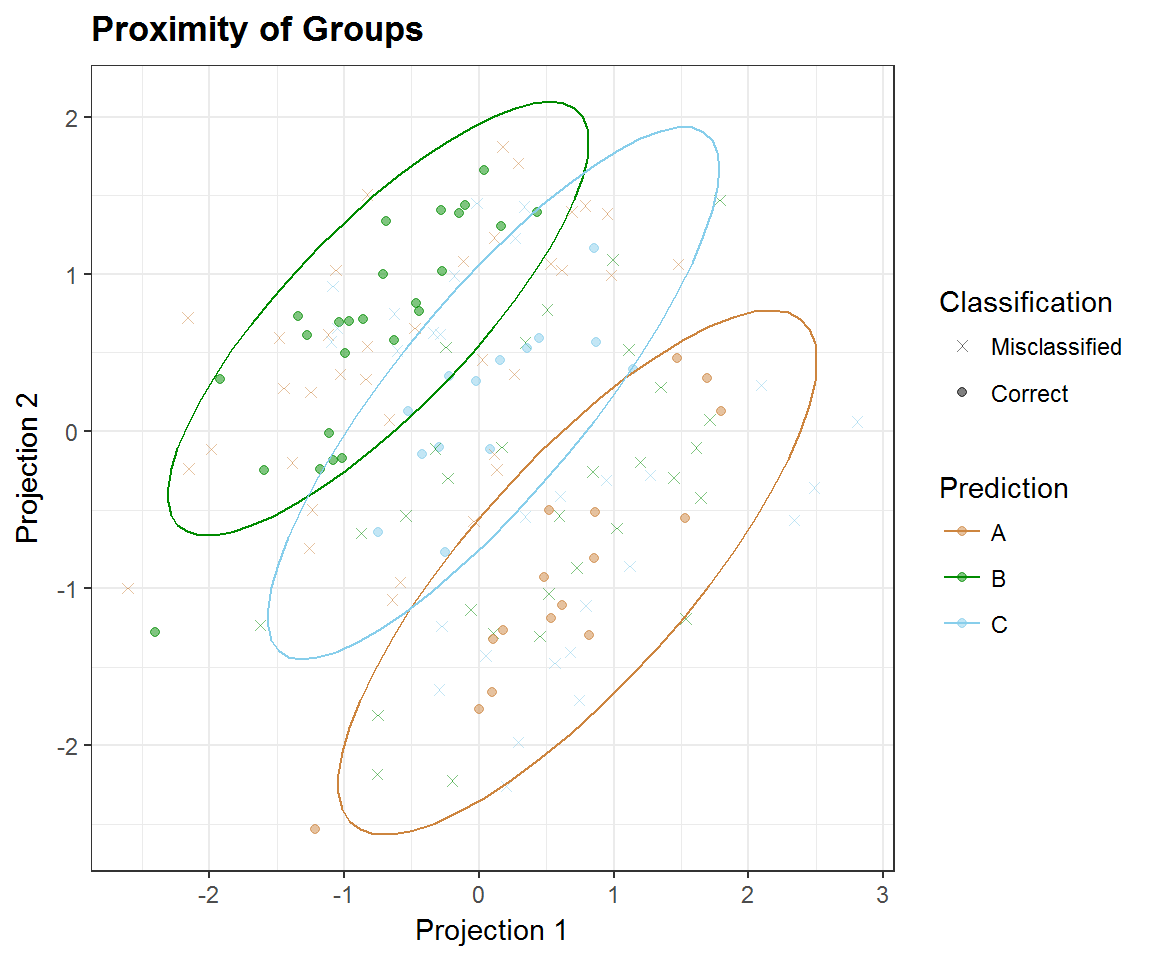 Proximity of Groups
2
1
0
-1
-2
Projection 2
-2 -1 0 1 2 3
Projection 1
Classification
Misclassified
Correct
Prediction
A
B
C